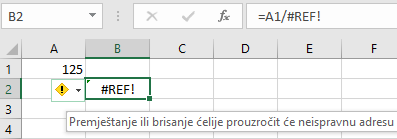 B2 fx =A1/#REF!
A B C D E F
1 125
2 #REF!
3
Premještanje ili brisanje ćelije prouzročit će neispravnu adresu